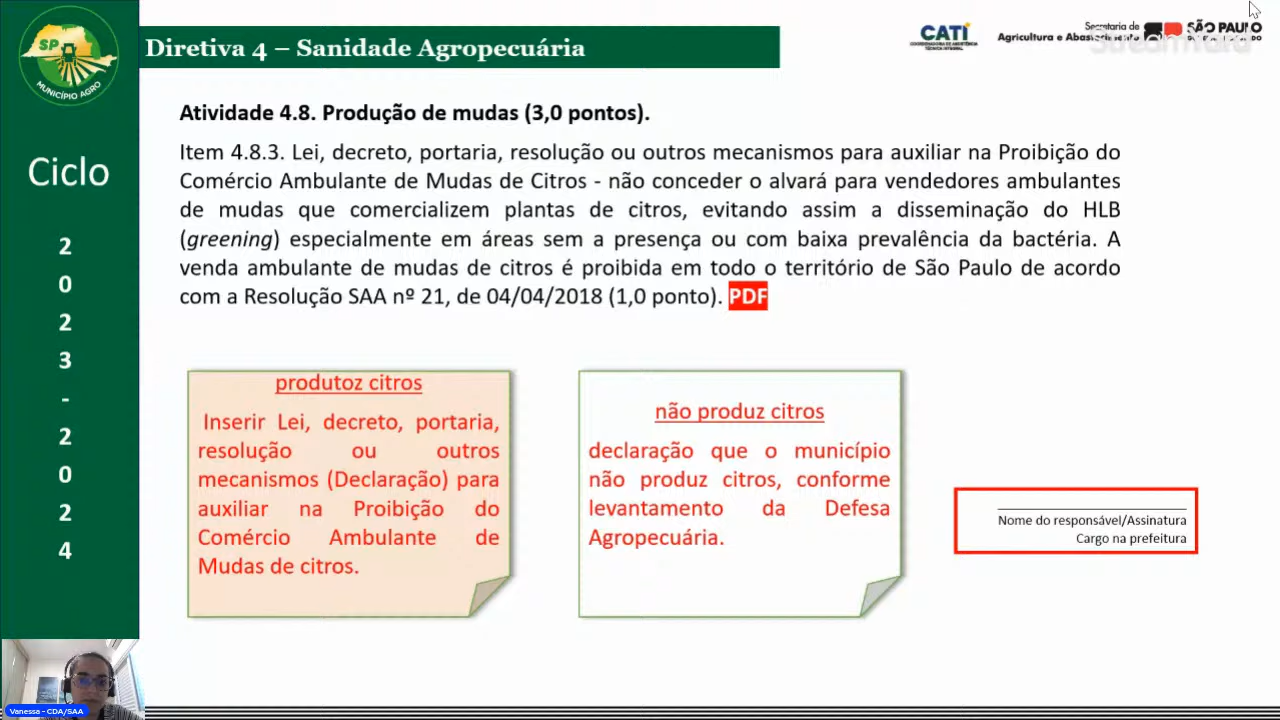 SP
MUNICÍPIO AGRO
Diretiva 4 – Sanidade Agropecuária
CATI
COORDENADORIA DE ASSISTÊNCIA
TÉCNICA INTEGRAL
Secretaria de
Agricultura e Abastecimento
SÃO PAULO
StreamYard
Ciclo
2
0
2
3
-
2
0
2
4
Atividade 4.8. Produção de mudas (3,0 pontos).
Item 4.8.3. Lei, decreto, portaria, resolução ou outros mecanismos para auxiliar na Proibição do
Comércio Ambulante de Mudas de Citros - não conceder o alvará para vendedores ambulantes
de mudas que comercializem plantas de citros, evitando assim a disseminação do HLB
(greening) especialmente em áreas sem a presença ou com baixa prevalência da bactéria. A
venda ambulante de mudas de citros é proibida em todo o território de São Paulo de acordo
com a Resolução SAA nº 21, de 04/04/2018 (1,0 ponto). PDF
produtoz citros
Inserir Lei, decreto, portaria,
resolução ou outros
mecanismos (Declaração) para
auxiliar na Proibição do
Comércio Ambulante de
Mudas de citros.
não produz citros
declaração que o município
não produz citros, conforme
levantamento da Defesa
Agropecuária.
Nome do responsável/Assinatura
Cargo na prefeitura
Vanessa - CDA/SAA